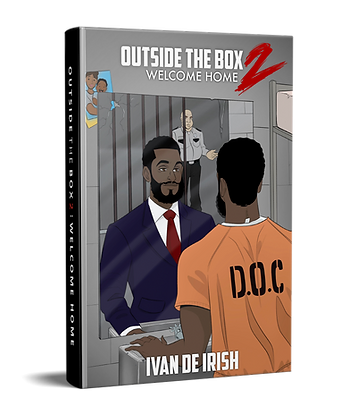 OUTSIDE THE BOX 2
WELCOME HOME
D.O.C
IVAN DE IRISH
OUTSIDE THE BOX 2: WELCOME HOME